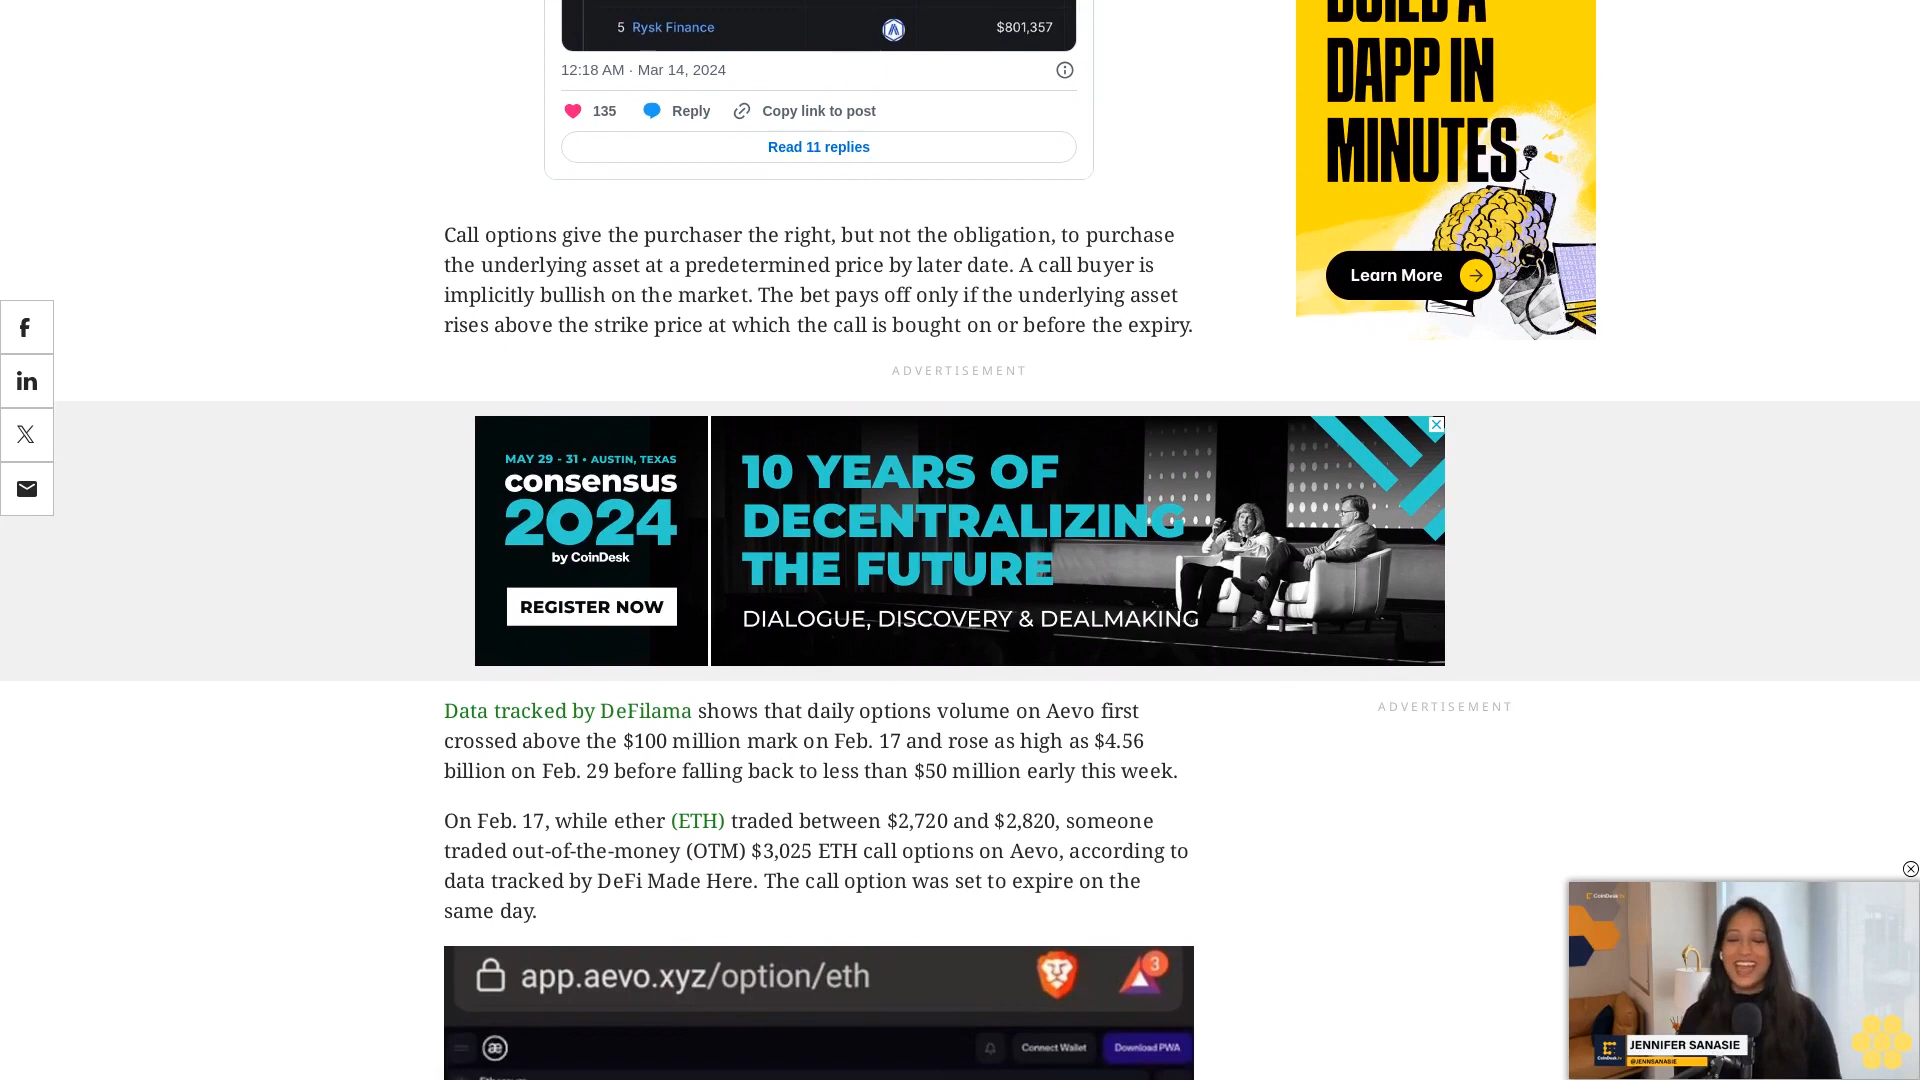 5 Rysk Finance $801,357
12:18 AM · Mar 14, 2024
135 Reply Copy link to post
Read 11 replies
BUILD A
DAPP IN
MINUTES
Learn More
Call options give the purchaser the right, but not the obligation, to purchase
the underlying asset at a predetermined price by later date. A call buyer is
implicitly bullish on the market. The bet pays off only if the underlying asset
rises above the strike price at which the call is bought on or before the expiry.
ADVERTISEMENT
MAY 29 - 31 • AUSTIN, TEXAS
consensus
2024
by CoinDesk
REGISTER NOW
10 YEARS OF
DECENTRALIZING
THE FUTURE
DIALOGUE, DISCOVERY & DEALMAKING
Data tracked by DeFilama shows that daily options volume on Aevo first
crossed above the $100 million mark on Feb. 17 and rose as high as $4.56
billion on Feb. 29 before falling back to less than $50 million early this week.
ADVERTISEMENT
On Feb. 17, while ether (ETH) traded between $2,720 and $2,820, someone
traded out-of-the-money (OTM) $3,025 ETH call options on Aevo, according to
data tracked by DeFi Made Here. The call option was set to expire on the
same day.
app.aevo.xyz/option/eth
3
Connect Wallet Download PWA
CoinDesk TV
JENNIFER SANASIE
@JENNSANASIE
CoinDesk TV